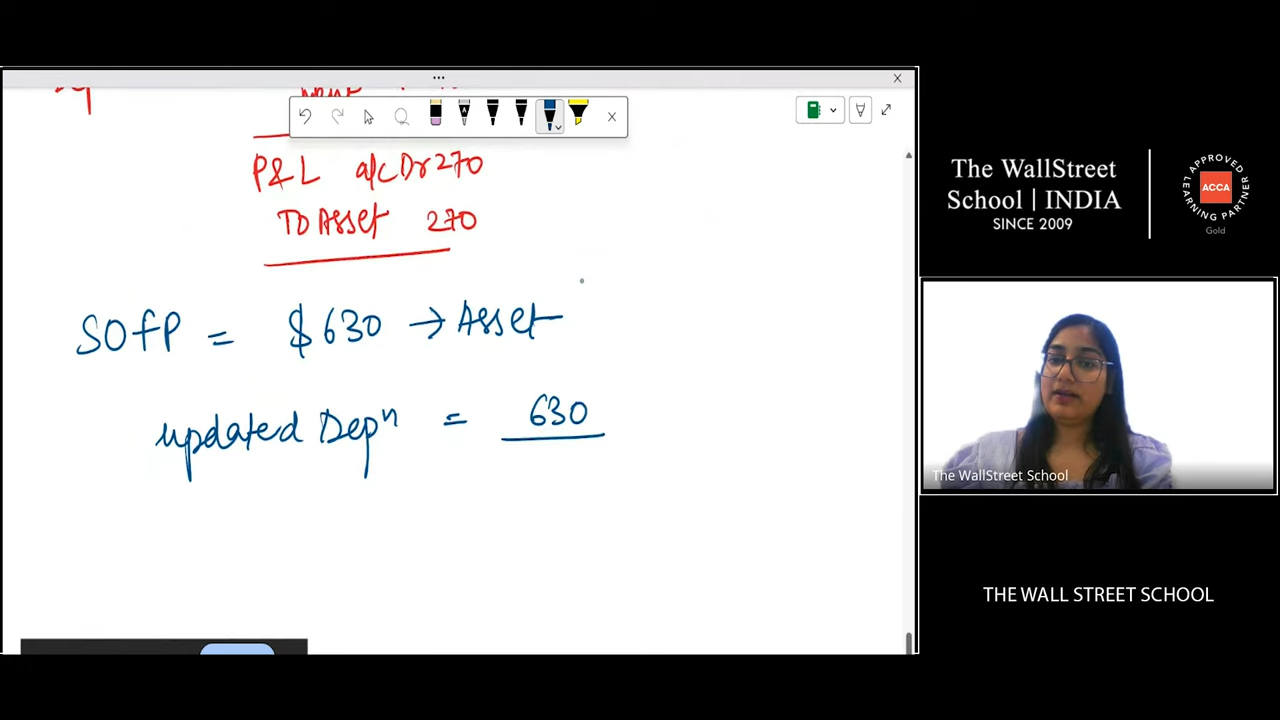 P&L a/c Dr 270
To Asset 270
SOFP = $630 → Asset
updated Depⁿ = 630
The WallStreet
School | INDIA
SINCE 2009
APPROVED
LEARNING PARTNER
ACCA
Gold
The WallStreet School
THE WALL STREET SCHOOL